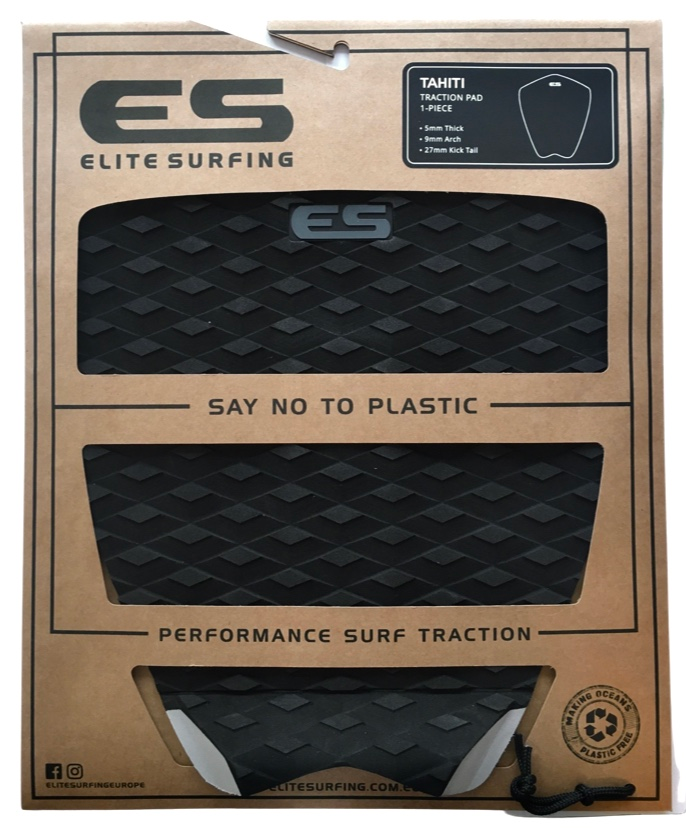 ES
ELITE SURFING
TAHITI
TRACTION PAD
1-PIECE
• 5mm Thick
• 9mm Arch
• 27mm Kick Tail
ES
ES
SAY NO TO PLASTIC
PERFORMANCE SURF TRACTION
MAKING OCEANS
PLASTIC FREE
ELITESURFINGEUROPE
ELITESURFING.COM.